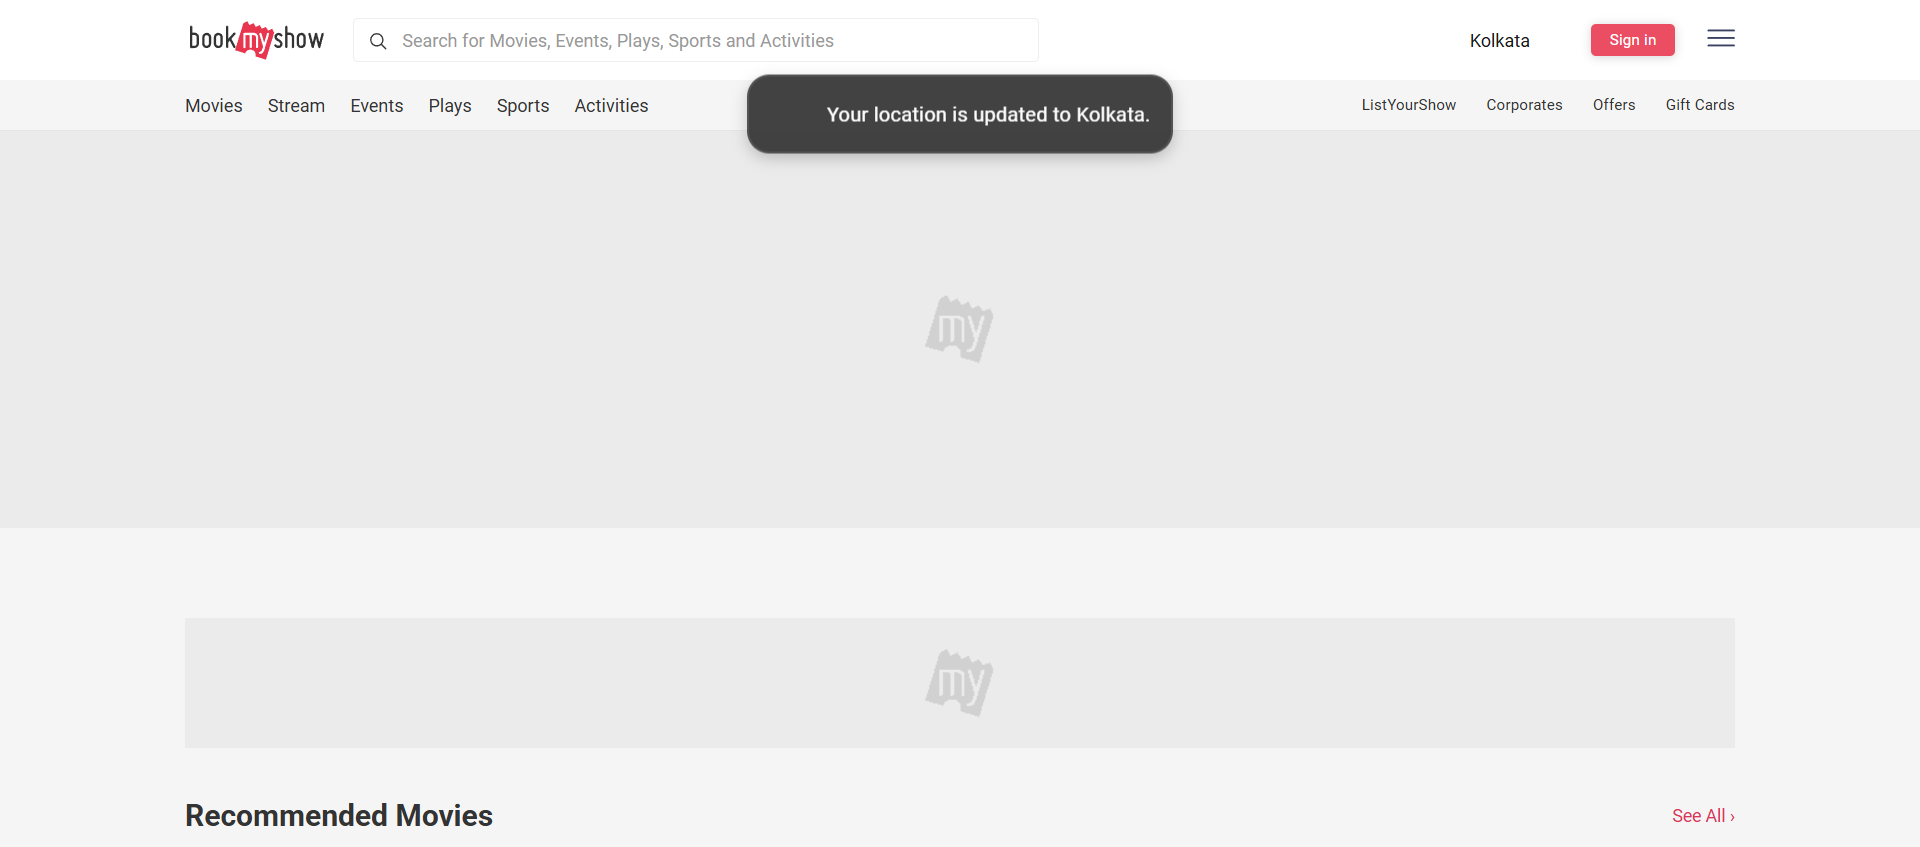 bookmyshow
Search for Movies, Events, Plays, Sports and Activities
Kolkata
Sign in
Movies Stream Events Plays Sports Activities
Your location is updated to Kolkata.
ListYourShow Corporates Offers Gift Cards
my
my
Recommended Movies
See All ›